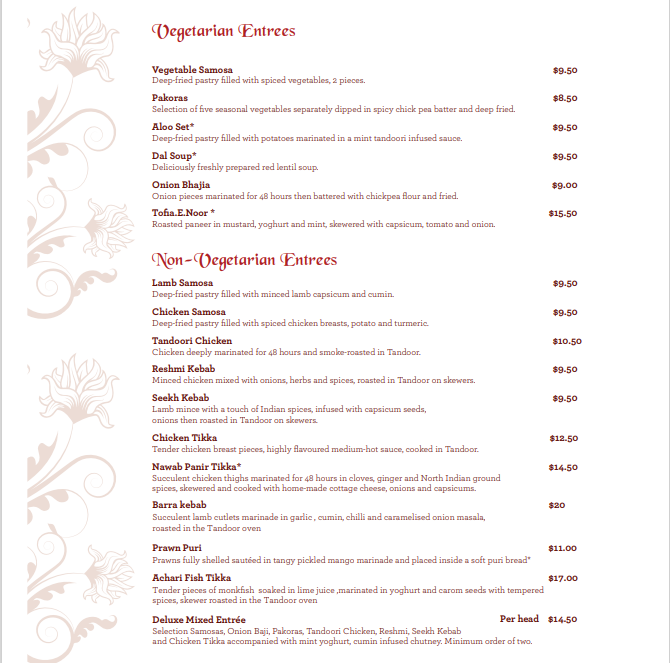 Vegetarian Entrees
Vegetable Samosa $9.50
Deep-fried pastry filled with spiced vegetables, 2 pieces.
Pakoras $8.50
Selection of five seasonal vegetables separately dipped in spicy chick pea batter and deep fried.
Aloo Set* $9.50
Deep-fried pastry filled with potatoes marinated in a mint tandoori infused sauce.
Dal Soup* $9.50
Deliciously freshly prepared red lentil soup.
Onion Bhajia $9.00
Onion pieces marinated for 48 hours then battered with chickpea flour and fried.
Tofia.E.Noor * $15.50
Roasted paneer in mustard, yoghurt and mint, skewered with capsicum, tomato and onion.
Non-Vegetarian Entrees
Lamb Samosa $9.50
Deep-fried pastry filled with minced lamb capsicum and cumin.
Chicken Samosa $9.50
Deep-fried pastry filled with spiced chicken breasts, potato and turmeric.
Tandoori Chicken $10.50
Chicken deeply marinated for 48 hours and smoke-roasted in Tandoor.
Reshmi Kebab $9.50
Minced chicken mixed with onions, herbs and spices, roasted in Tandoor on skewers.
Seekh Kebab $9.50
Lamb mince with a touch of Indian spices, infused with capsicum seeds,
onions then roasted in Tandoor on skewers.
Chicken Tikka $12.50
Tender chicken breast pieces, highly flavoured medium-hot sauce, cooked in Tandoor.
Nawab Panir Tikka* $14.50
Succulent chicken thighs marinated for 48 hours in cloves, ginger and North Indian ground
spices, skewered and cooked with home-made cottage cheese, onions and capsicums.
Barra kebab $20
Succulent lamb cutlets marinade in garlic , cumin, chilli and caramelised onion masala,
roasted in the Tandoor oven
Prawn Puri $11.00
Prawns fully shelled sautéed in tangy pickled mango marinade and placed inside a soft puri bread*
Achari Fish Tikka $17.00
Tender pieces of monkfish soaked in lime juice ,marinated in yoghurt and carom seeds with tempered
spices, skewer roasted in the Tandoor oven
Deluxe Mixed Entrée Per head $14.50
Selection Samosas, Onion Baji, Pakoras, Tandoori Chicken, Reshmi, Seekh Kebab
and Chicken Tikka accompanied with mint yoghurt, cumin infused chutney. Minimum order of two.